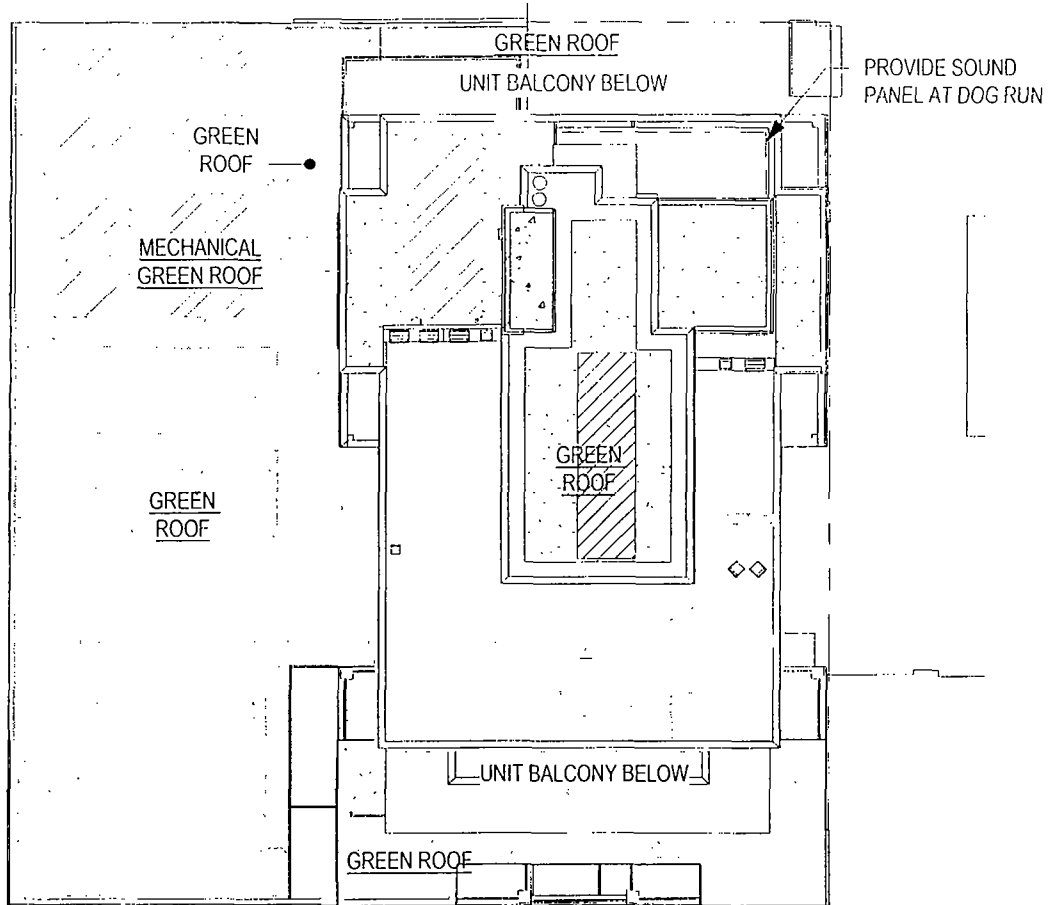 GREEN ROOF
UNIT BALCONY BELOW
PROVIDE SOUND
PANEL AT DOG RUN
GREEN
ROOF
MECHANICAL
GREEN ROOF
GREEN
ROOF
GREEN
ROOF
UNIT BALCONY BELOW
GREEN ROOF